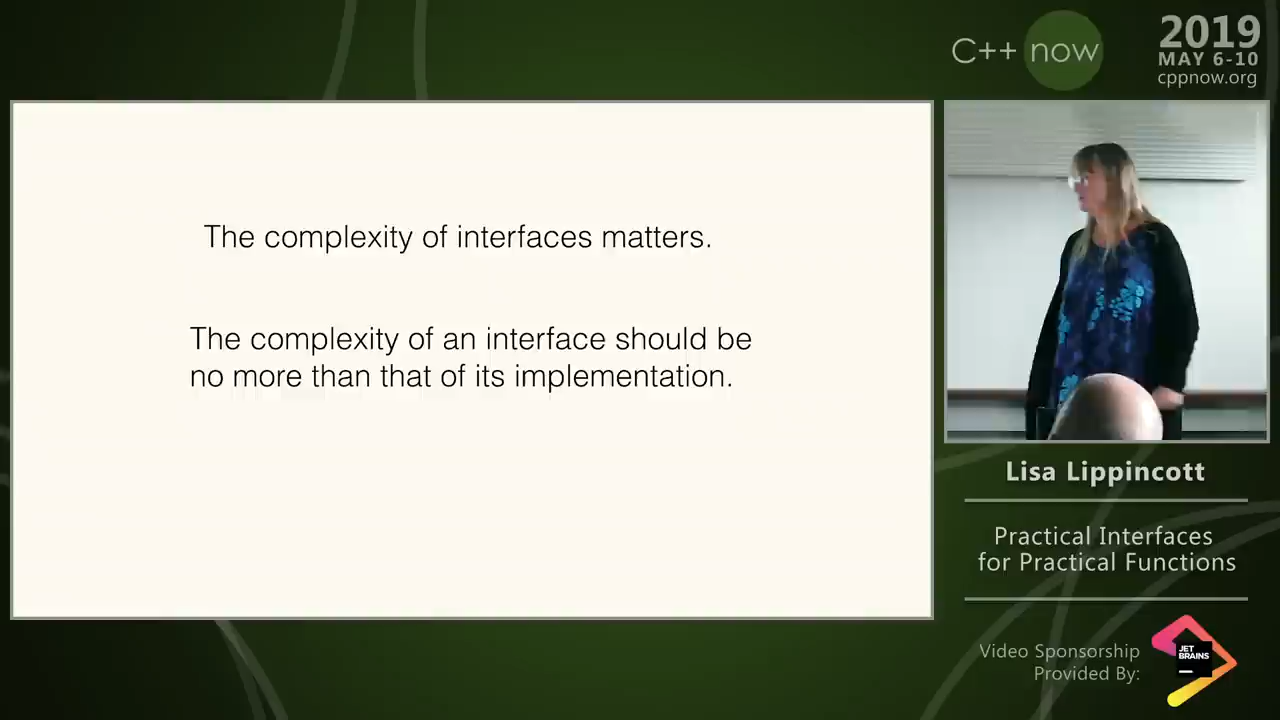 C++ now
2019
MAY 6-10
cppnow.org
The complexity of interfaces matters.
The complexity of an interface should be
no more than that of its implementation.
Lisa Lippincott
Practical Interfaces
for Practical Functions
Video Sponsorship
Provided By:
JET
BRAINS